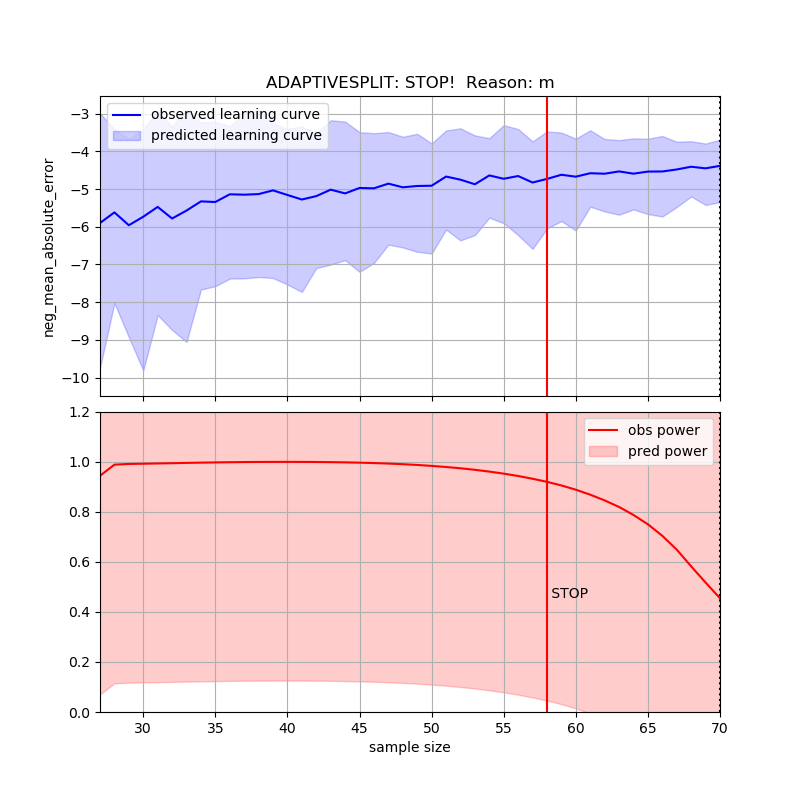 ADAPTIVESPLIT: STOP!  Reason: m
observed learning curve
predicted learning curve
neg_mean_absolute_error
−3
−4
−5
−6
−7
−8
−9
−10
obs power
pred power
1.2
1.0
0.8
0.6
0.4
0.2
0.0
STOP
30 35 40 45 50 55 60 65 70
sample size